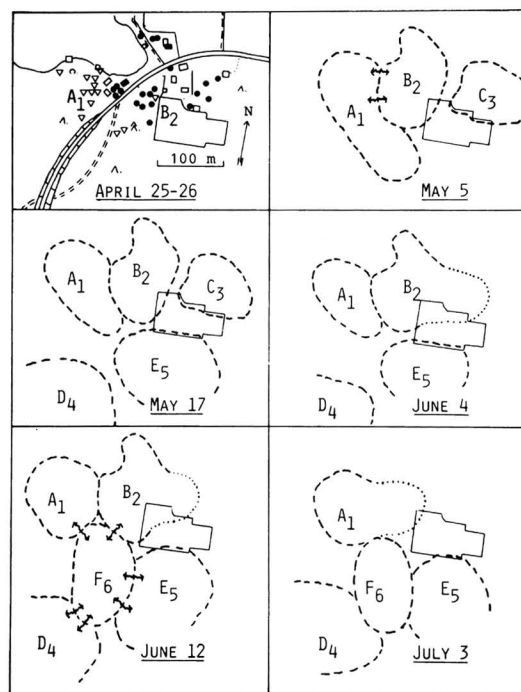 A1
B2
N
100 m
APRIL 25-26
A1
B2
C3
MAY 5
A1
B2
C3
E5
D4
MAY 17
A1
B2
E5
D4
JUNE 4
A1
B2
F6
E5
D4
JUNE 12
A1
F6
E5
D4
JULY 3